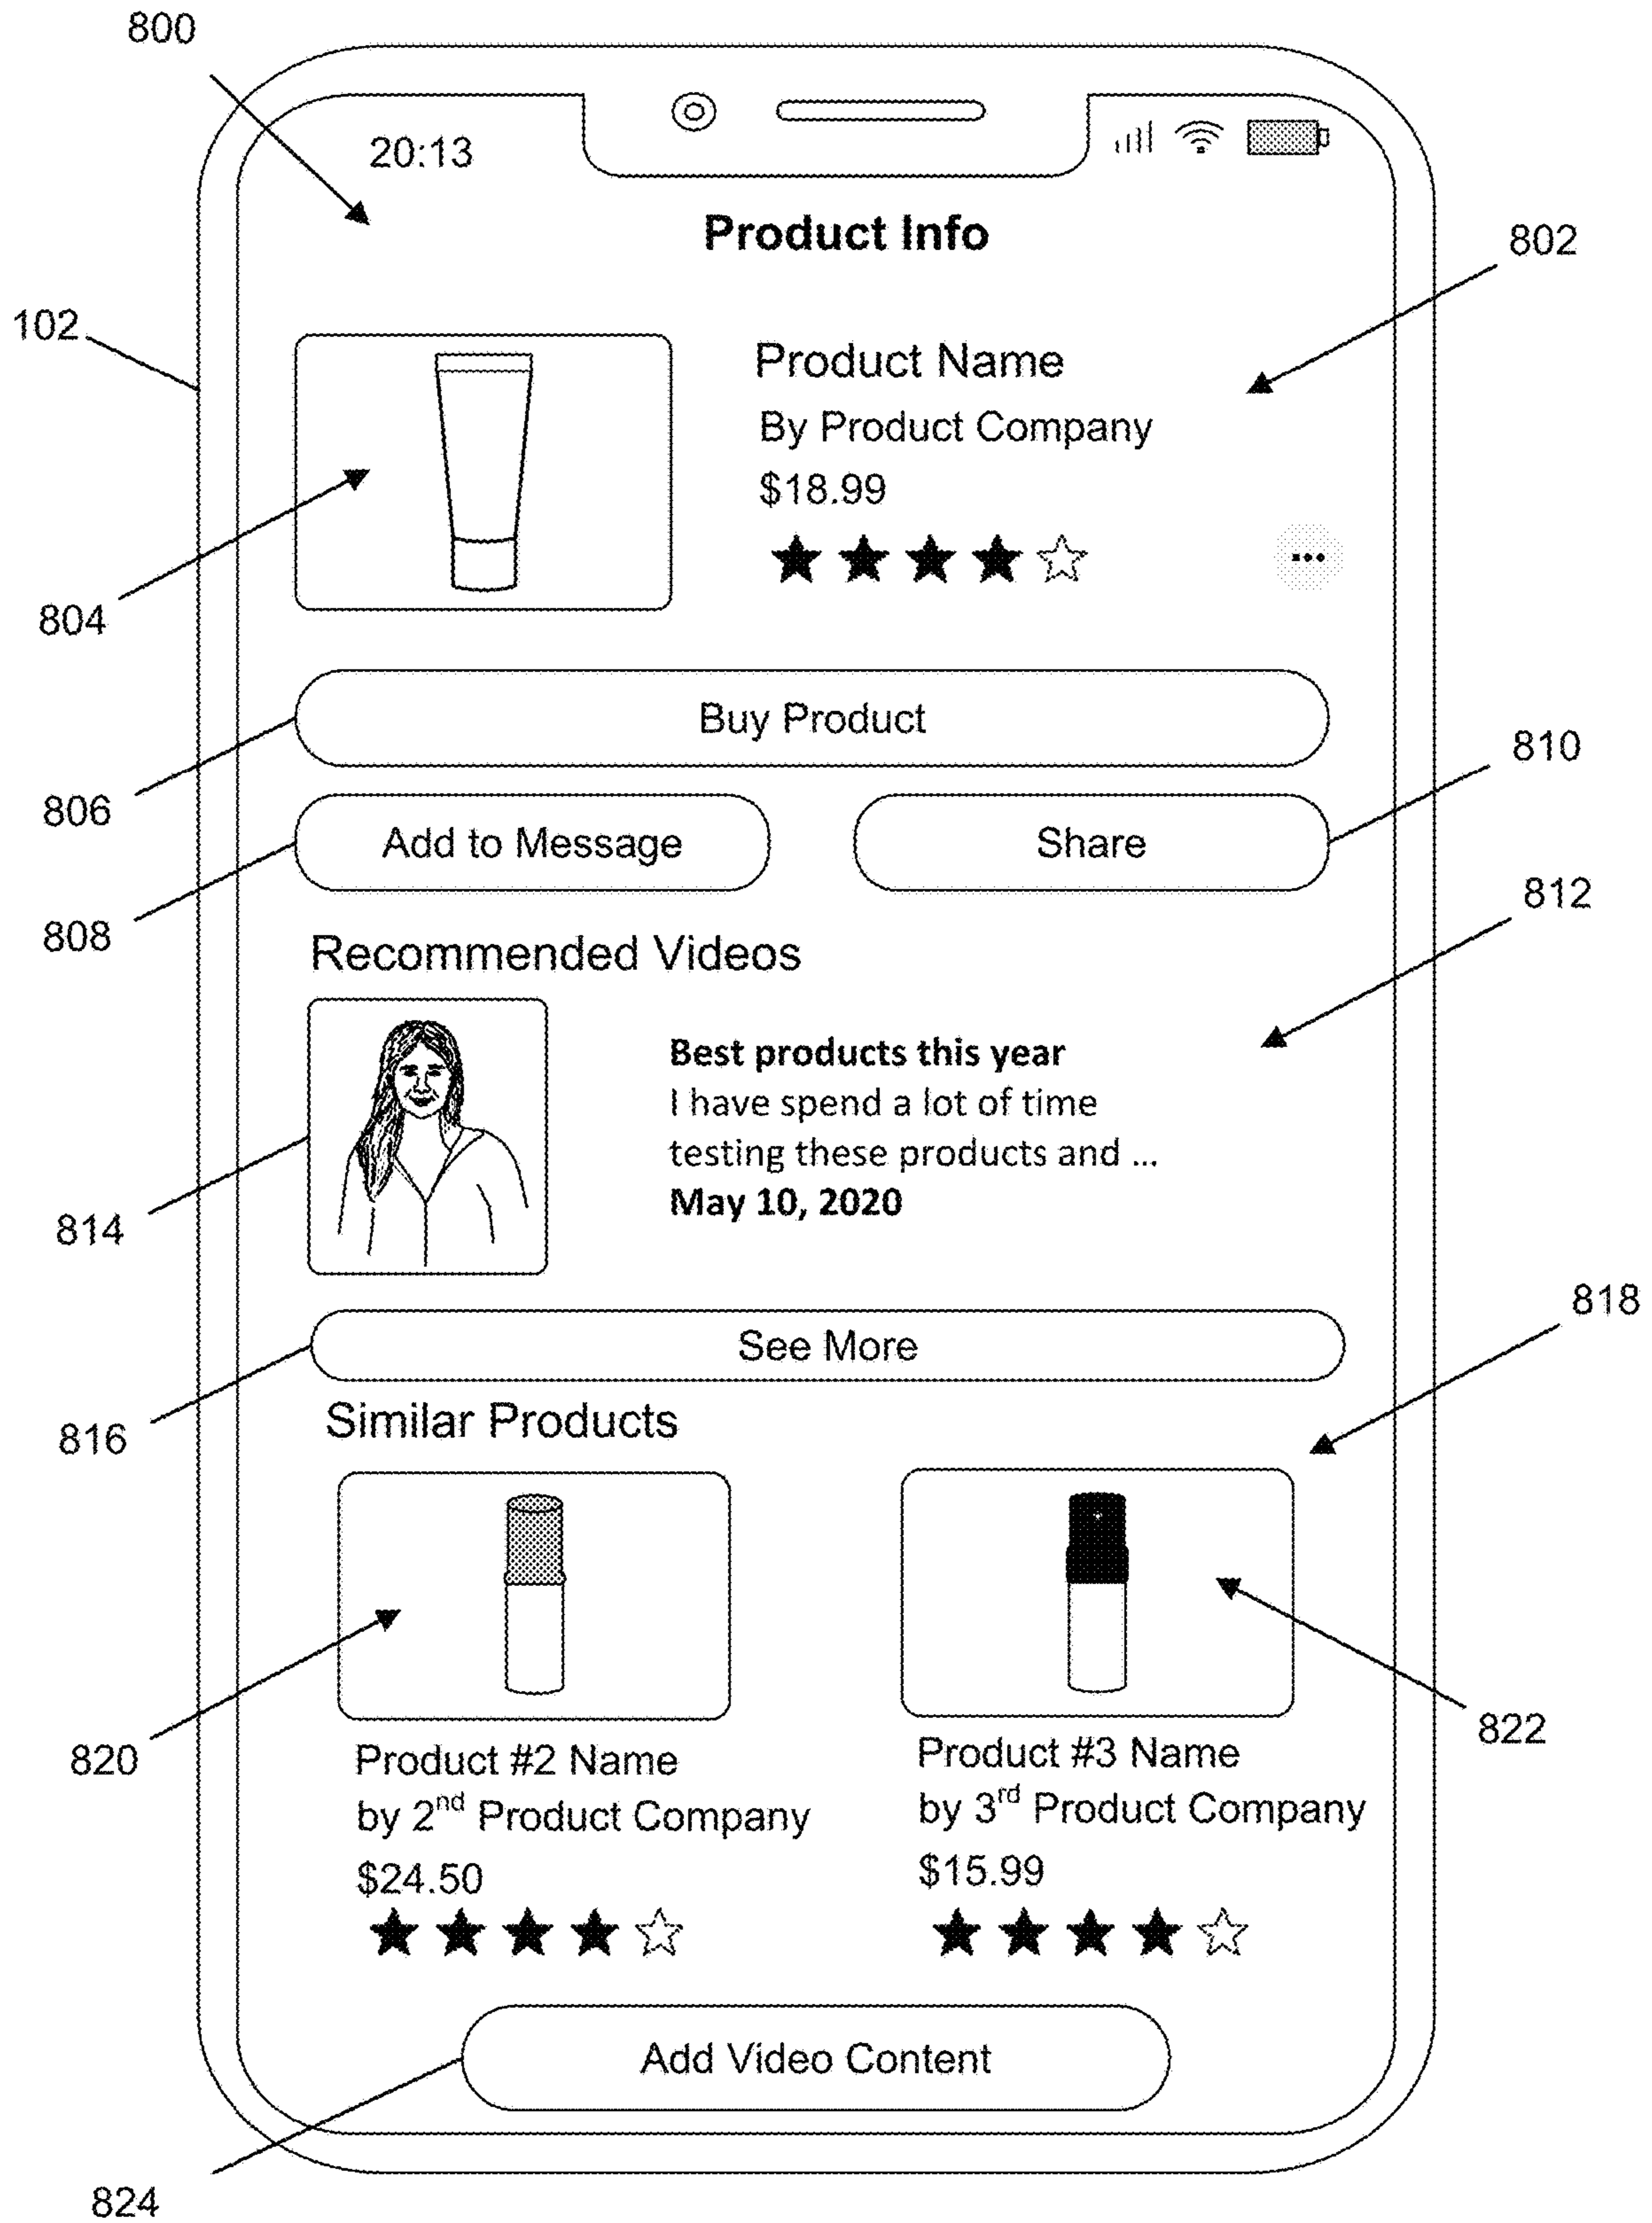 800
20:13
Product Info
802
102
Product Name
By Product Company
$18.99
804
Buy Product
806
810
Add to Message
Share
808
812
Recommended Videos
Best products this year
I have spend a lot of time
testing these products and ...
May 10, 2020
814
818
See More
816
Similar Products
820
822
Product #2 Name
by 2nd Product Company
$24.50
Product #3 Name
by 3rd Product Company
$15.99
Add Video Content
824